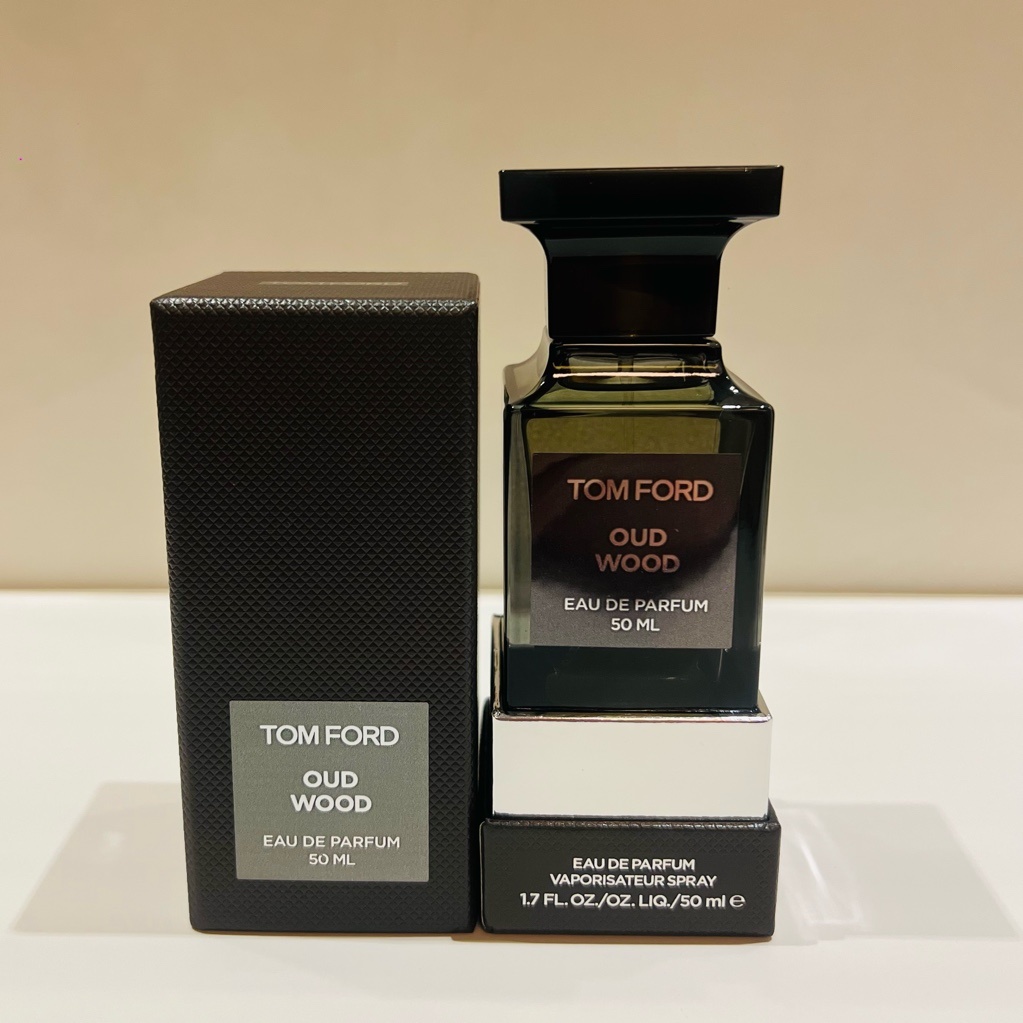 TOM FORD
OUD
WOOD
EAU DE PARFUM
50 ML
TOM FORD
OUD
WOOD
EAU DE PARFUM
50 ML
EAU DE PARFUM
VAPORISATEUR SPRAY
1.7 FL. OZ./OZ. LIQ./50 ml ℮